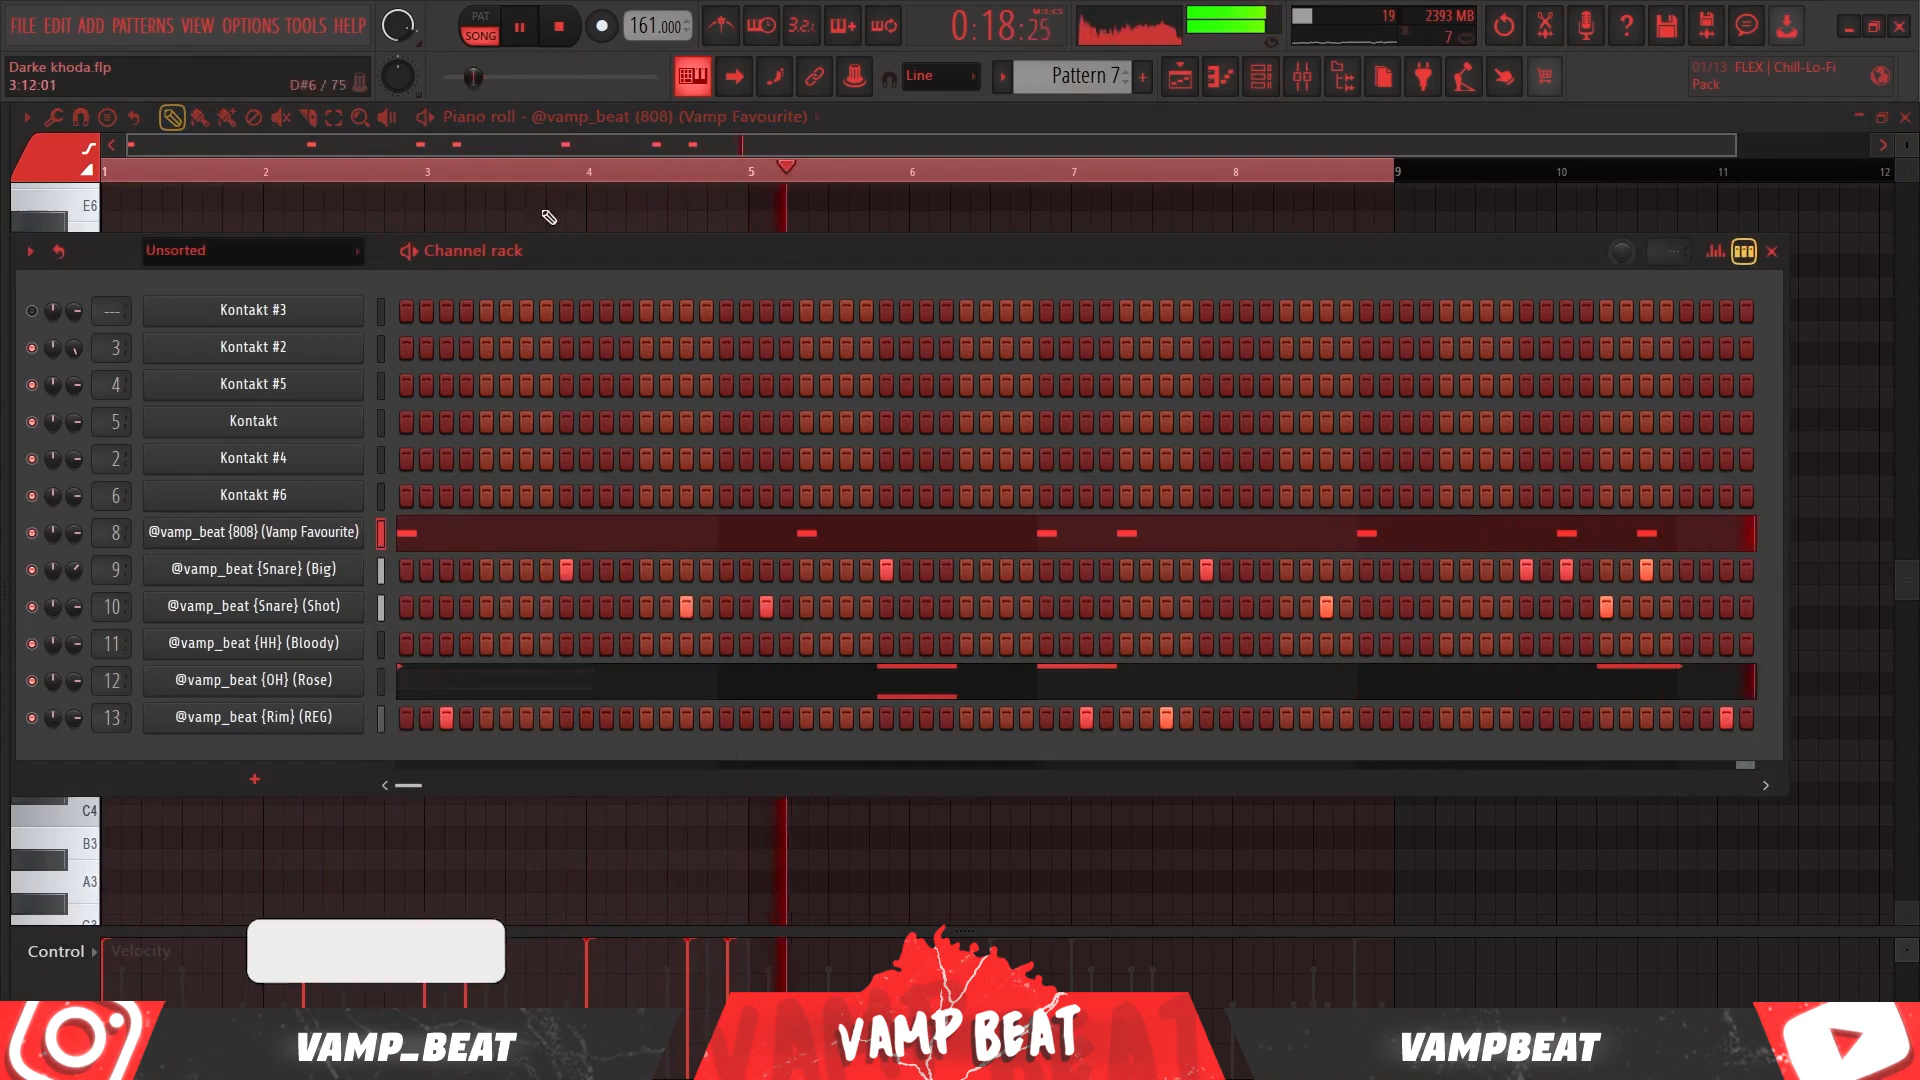 FILE EDIT ADD PATTERNS VIEW OPTIONS TOOLS HELP
PAT
SONG
161.000
3.2.
0:18:25
M:S:CS
19
2393 MB
7
Darke khoda.flp
3:12:01
D#6 / 75
Line
Pattern 7
01/13 FLEX | Chill-Lo-Fi
Pack
Piano roll - @vamp_beat {808} (Vamp Favourite)
1 2 3 4 5 6 7 8 9 10 11 12
E6
Unsorted
Channel rack
--- Kontakt #3
3 Kontakt #2
4 Kontakt #5
5 Kontakt
2 Kontakt #4
6 Kontakt #6
8 @vamp_beat {808} (Vamp Favourite)
9 @vamp_beat {Snare} (Big)
10 @vamp_beat {Snare} (Shot)
11 @vamp_beat {HH} (Bloody)
12 @vamp_beat {OH} (Rose)
13 @vamp_beat {Rim} (REG)
C4
B3
A3
Control
Velocity
VAMP_BEAT
VAMP BEAT
VAMPBEAT